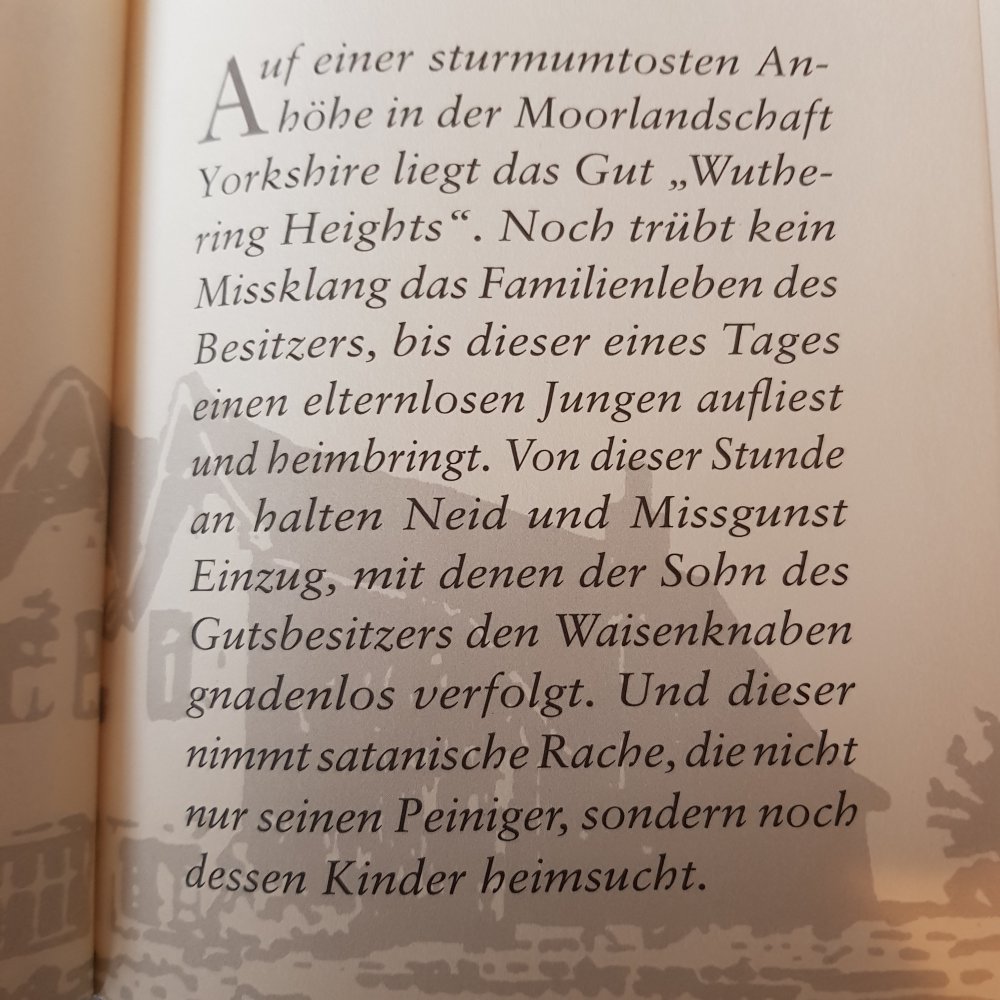 Auf einer sturmumtosten An-
höhe in der Moorlandschaft
Yorkshire liegt das Gut „Wuthe-
ring Heights“. Noch trübt kein
Missklang das Familienleben des
Besitzers, bis dieser eines Tages
einen elternlosen Jungen aufliest
und heimbringt. Von dieser Stunde
an halten Neid und Missgunst
Einzug, mit denen der Sohn des
Gutsbesitzers den Waisenknaben
gnadenlos verfolgt. Und dieser
nimmt satanische Rache, die nicht
nur seinen Peiniger, sondern noch
dessen Kinder heimsucht.